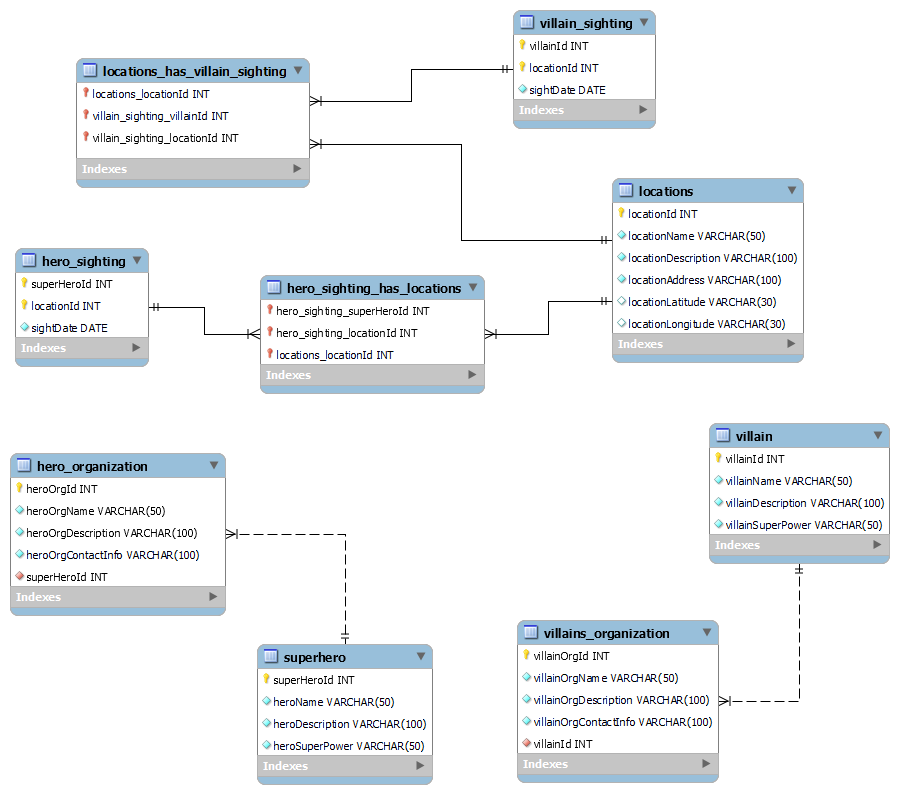 villain_sighting
villainId INT
locationId INT
sightDate DATE
Indexes
locations_has_villain_sighting
locations_locationId INT
villain_sighting_villainId INT
villain_sighting_locationId INT
Indexes
locations
locationId INT
locationName VARCHAR(50)
locationDescription VARCHAR(100)
locationAddress VARCHAR(100)
locationLatitude VARCHAR(30)
locationLongitude VARCHAR(30)
Indexes
hero_sighting
superHeroId INT
locationId INT
sightDate DATE
Indexes
hero_sighting_has_locations
hero_sighting_superHeroId INT
hero_sighting_locationId INT
locations_locationId INT
Indexes
hero_organization
heroOrgId INT
heroOrgName VARCHAR(50)
heroOrgDescription VARCHAR(100)
heroOrgContactInfo VARCHAR(100)
superHeroId INT
Indexes
villain
villainId INT
villainName VARCHAR(50)
villainDescription VARCHAR(100)
villainSuperPower VARCHAR(50)
Indexes
superhero
superHeroId INT
heroName VARCHAR(50)
heroDescription VARCHAR(100)
heroSuperPower VARCHAR(50)
Indexes
villains_organization
villainOrgId INT
villainOrgName VARCHAR(50)
villainOrgDescription VARCHAR(100)
villainOrgContactInfo VARCHAR(100)
villainId INT
Indexes